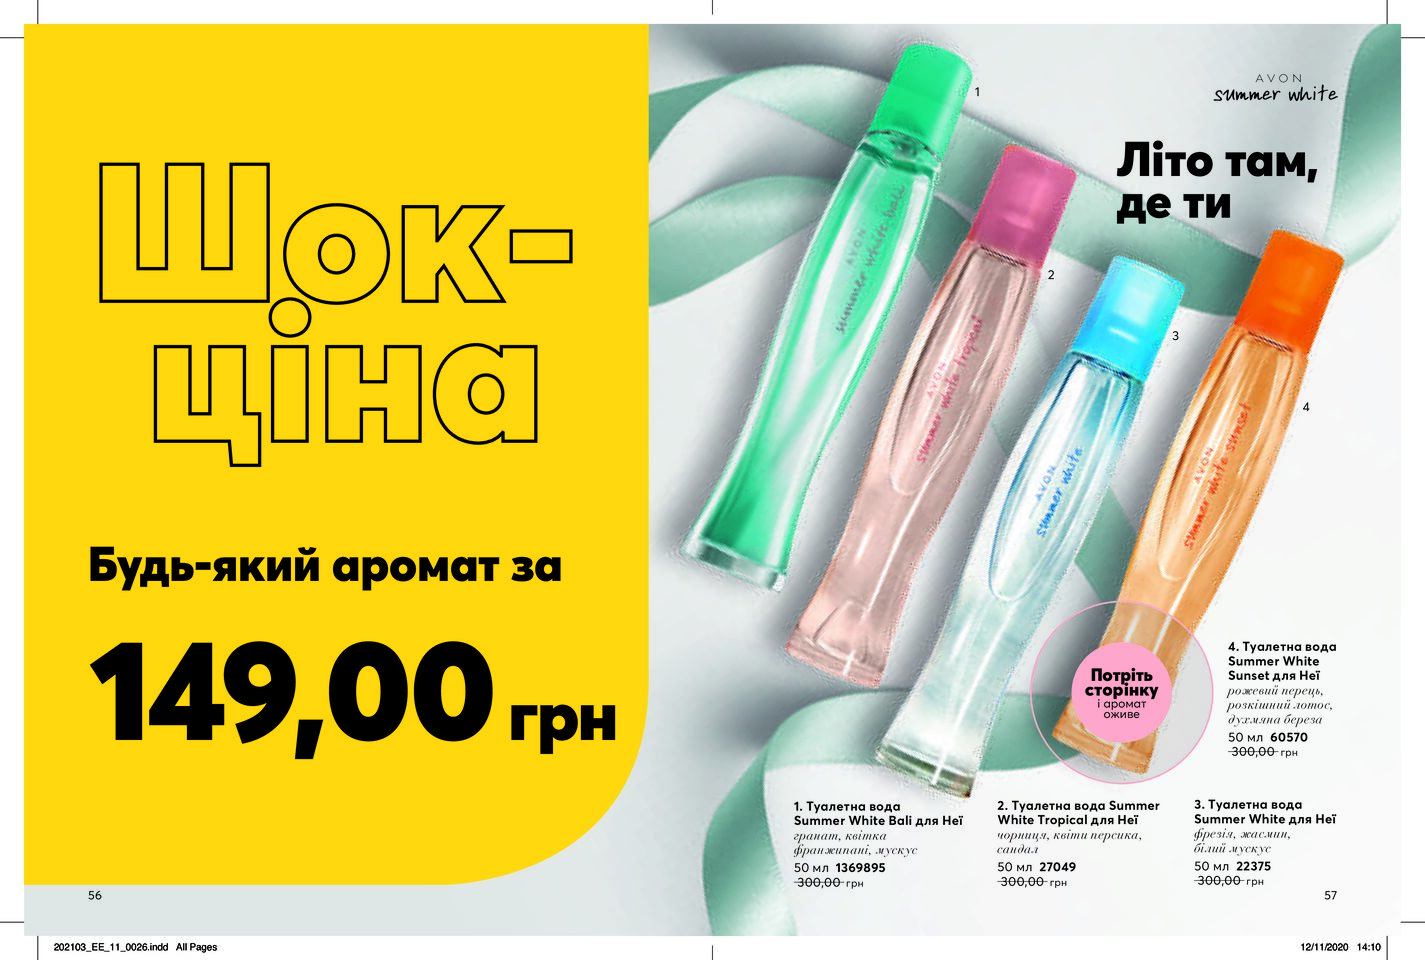 Шок-
ціна
Будь-який аромат за
149,00 грн
56
AVON
summer white
Літо там,
де ти
1
2
3
4
AVON
summer white bali
AVON
summer white tropical
AVON
summer white
AVON
summer white sunset
Потріть
сторінку
і аромат
оживе
4. Туалетна вода
Summer White
Sunset для Неї
рожевий перець,
розкішний лотос,
духмяна береза
50 мл 60570
300,00 грн
1. Туалетна вода
Summer White Bali для Неї
гранат, квітка
франжипані, мускус
50 мл 1369895
300,00 грн
2. Туалетна вода Summer
White Tropical для Неї
чорниця, квіти персика,
сандал
50 мл 27049
300,00 грн
3. Туалетна вода
Summer White для Неї
фрезія, жасмин,
білий мускус
50 мл 22375
300,00 грн
57
202103_EE_11_0026.indd All Pages
12/11/2020 14:10